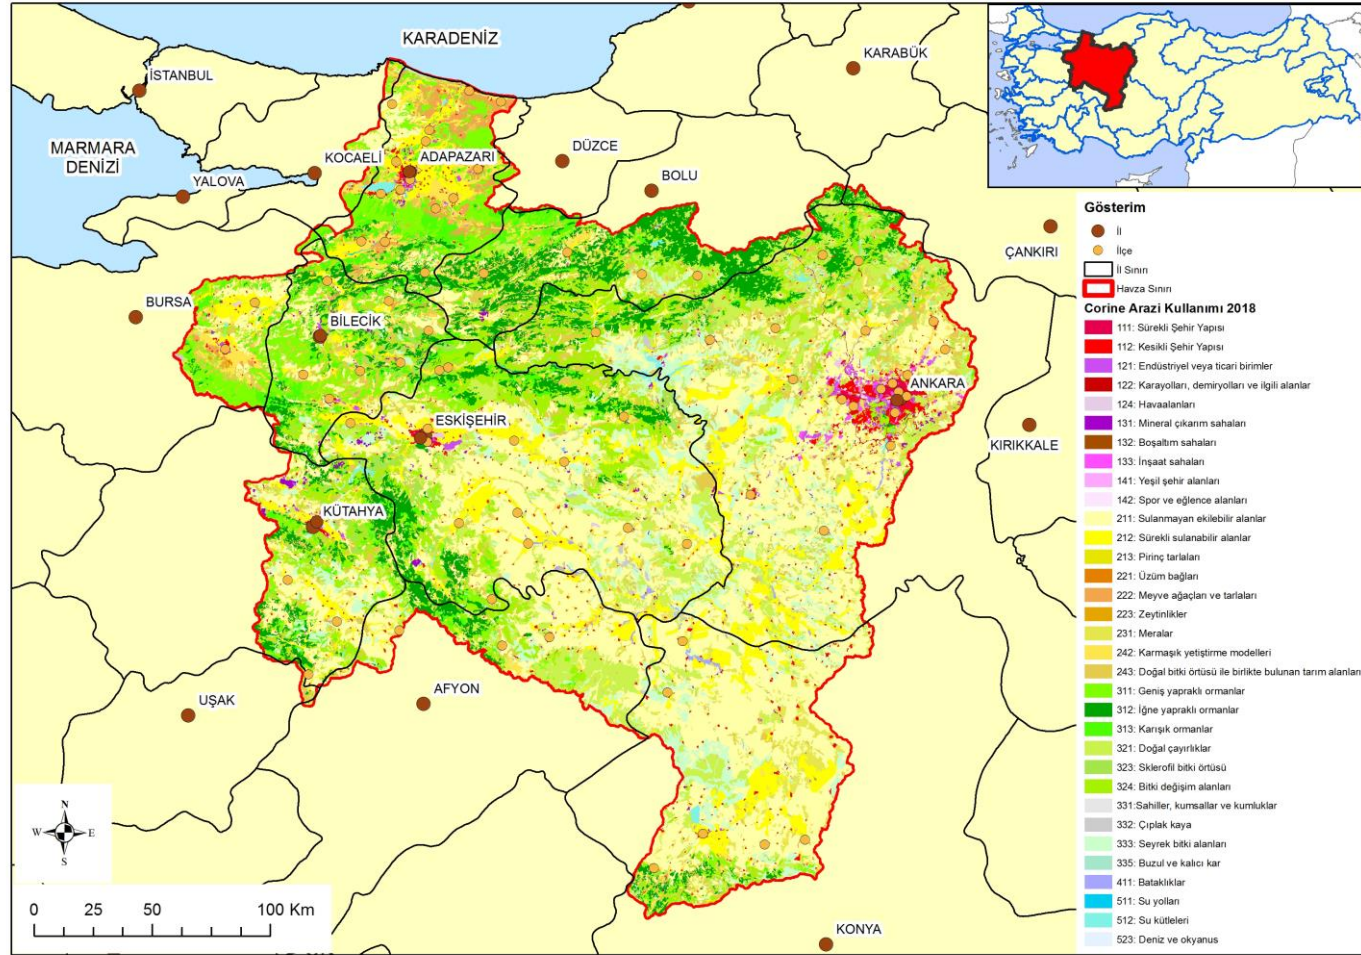 KARADENİZ
KARABÜK
İSTANBUL
MARMARA
DENİZİ
KOCAELİ
ADAPAZARI
DÜZCE
YALOVA
BOLU
ÇANKIRI
BURSA
BİLECİK
ANKARA
ESKİŞEHİR
KIRIKKALE
KÜTAHYA
UŞAK
AFYON
KONYA
N
W E
S
0 25 50 100 Km
Gösterim
İl
İlçe
İl Sınırı
Havza Sınırı
Corine Arazi Kullanımı 2018
111: Sürekli Şehir Yapısı
112: Kesikli Şehir Yapısı
121: Endüstriyel veya ticari birimler
122: Karayolları, demiryolları ve ilgili alanlar
124: Havaalanları
131: Mineral çıkarım sahaları
132: Boşaltım sahaları
133: İnşaat sahaları
141: Yeşil şehir alanları
142: Spor ve eğlence alanları
211: Sulanmayan ekilebilir alanlar
212: Sürekli sulanabilir alanlar
213: Pirinç tarlaları
221: Üzüm bağları
222: Meyve ağaçları ve tarlaları
223: Zeytinlikler
231: Meralar
242: Karmaşık yetiştirme modelleri
243: Doğal bitki örtüsü ile birlikte bulunan tarım alanları
311: Geniş yapraklı ormanlar
312: İğne yapraklı ormanlar
313: Karışık ormanlar
321: Doğal çayırlıklar
323: Sklerofil bitki örtüsü
324: Bitki değişim alanları
331:Sahiller, kumsallar ve kumluklar
332: Çıplak kaya
333: Seyrek bitki alanları
335: Buzul ve kalıcı kar
411: Bataklıklar
511: Su yolları
512: Su kütleleri
523: Deniz ve okyanus